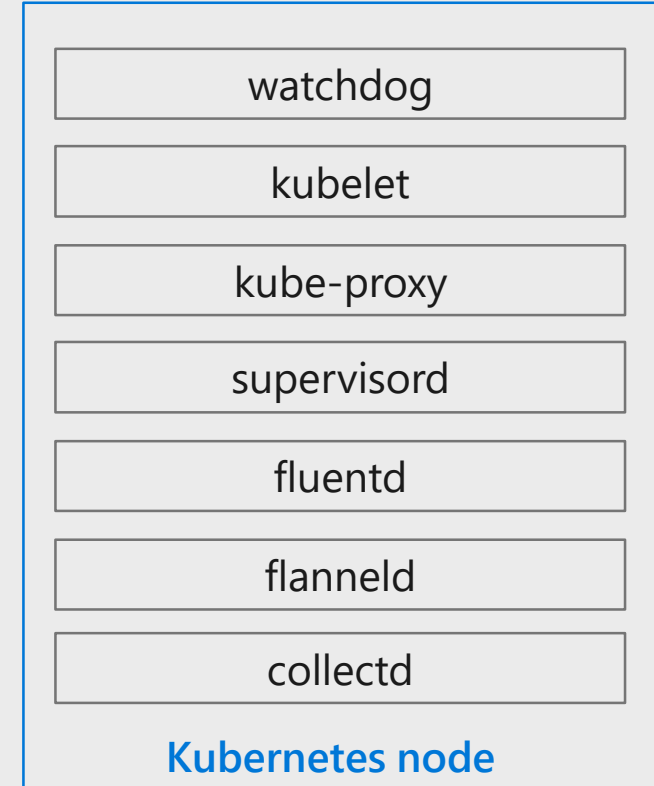 watchdog
kubelet
kube-proxy
supervisord
fluentd
flanneld
collectd
Kubernetes node